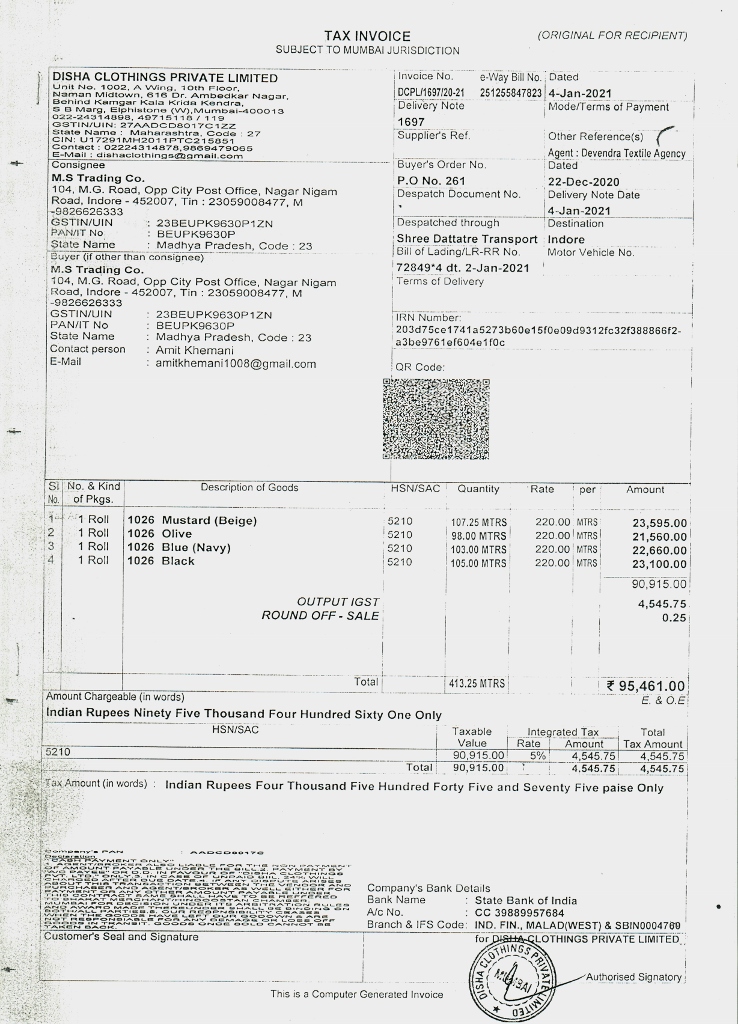 TAX INVOICE
(ORIGINAL FOR RECIPIENT)
SUBJECT TO MUMBAI JURISDICTION
DISHA CLOTHINGS PRIVATE LIMITED
Unit No. 1002, A Wing, 10th Floor,
Naman Midtown, 616 Dr. Ambedkar Nagar,
Behind Kamgar Kala Krida Kendra,
S B Marg, Elphistone (W),Mumbai-400013
022-24314898, 49715118 / 119
GSTIN/UIN: 27AADCD8017C1ZZ
State Name : Maharashtra, Code : 27
CIN: U17291MH2011PTC215851
Contact : 02224314878,9869479065
E-Mail : dishaclothings@gmail.com
Invoice No. e-Way Bill No. Dated
DCPL/1697/20-21 251255847823 4-Jan-2021
Delivery Note Mode/Terms of Payment
1697
Supplier's Ref. Other Reference(s)
Agent : Devendra Textile Agency
Buyer's Order No. Dated
P.O No. 261 22-Dec-2020
Despatch Document No. Delivery Note Date
4-Jan-2021
Despatched through Destination
Shree Dattatre Transport Indore
Bill of Lading/LR-RR No. Motor Vehicle No.
72849*4 dt. 2-Jan-2021
Terms of Delivery
Consignee
M.S Trading Co.
104, M.G. Road, Opp City Post Office, Nagar Nigam
Road, Indore - 452007, Tin : 23059008477, M
-9826626333
GSTIN/UIN : 23BEUPK9630P1ZN
PAN/IT No : BEUPK9630P
State Name : Madhya Pradesh, Code : 23
Buyer (if other than consignee)
M.S Trading Co.
104, M.G. Road, Opp City Post Office, Nagar Nigam
Road, Indore - 452007, Tin : 23059008477, M
-9826626333
GSTIN/UIN : 23BEUPK9630P1ZN
PAN/IT No : BEUPK9630P
State Name : Madhya Pradesh, Code : 23
Contact person : Amit Khemani
E-Mail : amitkhemani1008@gmail.com
IRN Number:
203d75ce1741a5273b60e15f0e09d9312fc32f388866f2-
a3be9761ef604e1f0c
QR Code:
Sl No. No. & Kind of Pkgs. Description of Goods HSN/SAC Quantity Rate per Amount
1 1 Roll 1026 Mustard (Beige) 5210 107.25 MTRS 220.00 MTRS 23,595.00
2 1 Roll 1026 Olive 5210 98.00 MTRS 220.00 MTRS 21,560.00
3 1 Roll 1026 Blue (Navy) 5210 103.00 MTRS 220.00 MTRS 22,660.00
4 1 Roll 1026 Black 5210 105.00 MTRS 220.00 MTRS 23,100.00
90,915.00
OUTPUT IGST 4,545.75
ROUND OFF - SALE 0.25
Total 413.25 MTRS ₹ 95,461.00
Amount Chargeable (in words) E. & O.E
Indian Rupees Ninety Five Thousand Four Hundred Sixty One Only
HSN/SAC Taxable Value Integrated Tax Rate Amount Total Tax Amount
5210 90,915.00 5% 4,545.75 4,545.75
Total 90,915.00 4,545.75 4,545.75
Tax Amount (in words) : Indian Rupees Four Thousand Five Hundred Forty Five and Seventy Five paise Only
Company's PAN : AADCD8017C
Declaration
"CASH PAYMENT ONLY"
Company's Bank Details
Bank Name : State Bank of India
A/c No. : CC 39889957684
Branch & IFS Code: IND. FIN., MALAD(WEST) & SBIN0004760
Customer's Seal and Signature
for DISHA CLOTHINGS PRIVATE LIMITED
DISHA CLOTHINGS PRIVATE LIMITED
MUMBAI
Authorised Signatory
This is a Computer Generated Invoice